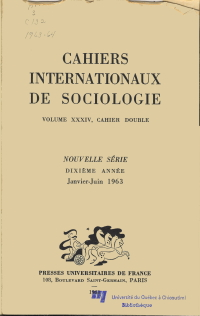 CAHIERS
INTERNATIONAUX
DE SOCIOLOGIE
VOLUME XXXIV, CAHIER DOUBLE
NOUVELLE SÉRIE
DIXIÈME ANNÉE
Janvier-Juin 1963
PRESSES UNIVERSITAIRES DE FRANCE
108, BOULEVARD SAINT-GERMAIN, PARIS
Université du Québec à Chicoutimi
Bibliothèque